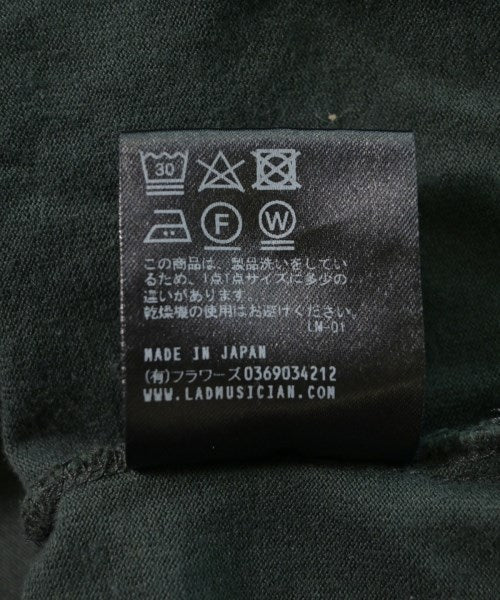 30
F W
この商品は、製品洗いをしてい
るため、1点1点サイズに多少の
違いがあります。
乾燥機の使用はお避けください。
LM-01
MADE IN JAPAN
(有)フラワーズ0369034212
WWW.LADMUSICIAN.COM